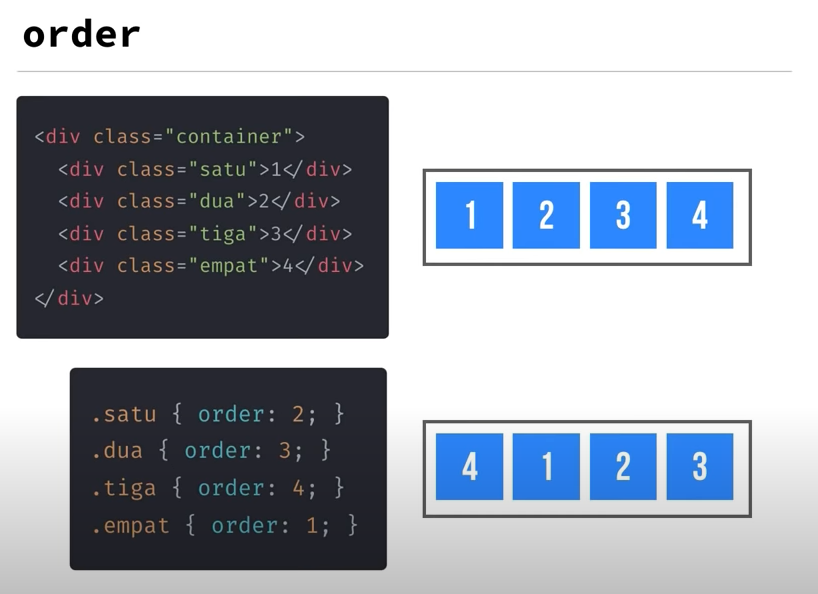 order
<div class="container">
<div class="satu">1</div>
<div class="dua">2</div>
<div class="tiga">3</div>
<div class="empat">4</div>
</div>
1 2 3 4
.satu { order: 2; }
.dua { order: 3; }
.tiga { order: 4; }
.empat { order: 1; }
4 1 2 3